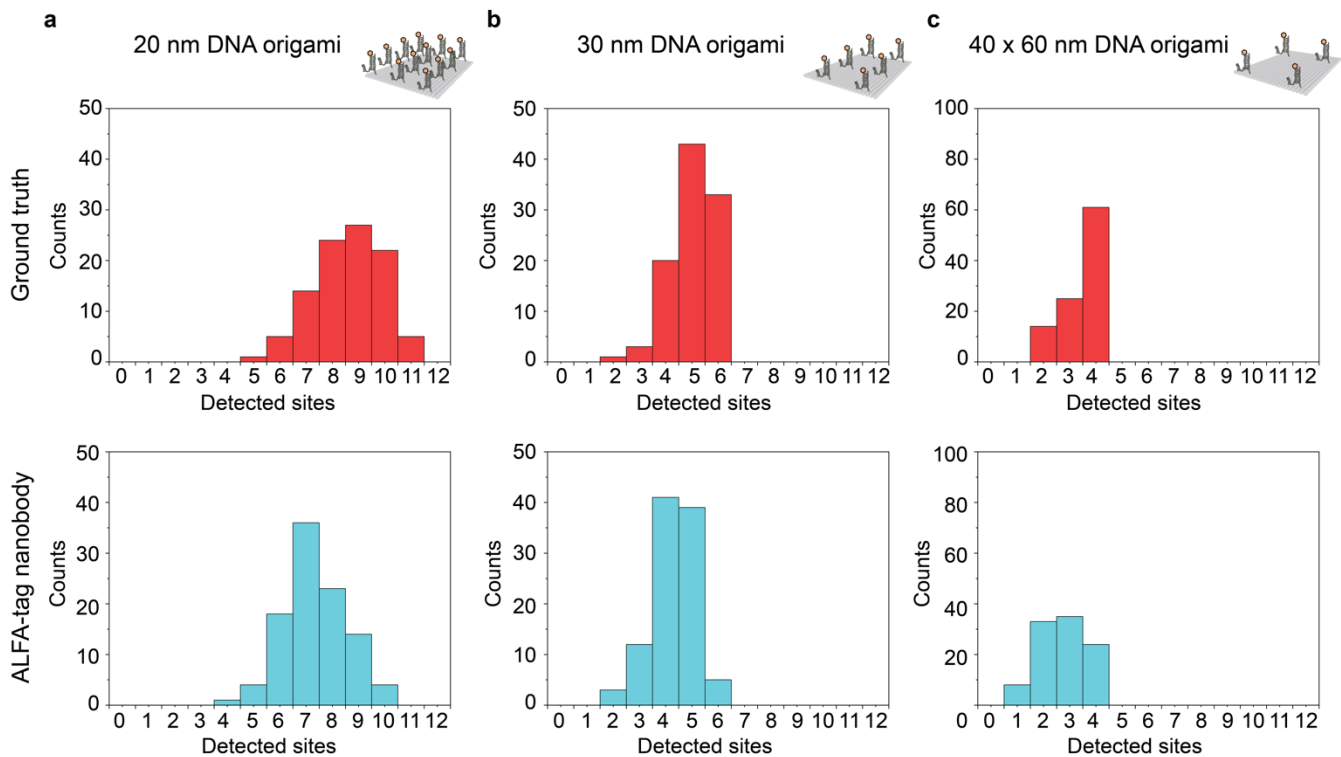 a
20 nm DNA origami
b
30 nm DNA origami
c
40 x 60 nm DNA origami
Ground truth
Counts
50
40
30
20
10
0
0 1 2 3 4 5 6 7 8 9 10 11 12
Detected sites
Counts
50
40
30
20
10
0
0 1 2 3 4 5 6 7 8 9 10 11 12
Detected sites
Counts
100
80
60
40
20
0
0 1 2 3 4 5 6 7 8 9 10 11 12
Detected sites
ALFA-tag nanobody
Counts
50
40
30
20
10
0
0 1 2 3 4 5 6 7 8 9 10 11 12
Detected sites
Counts
50
40
30
20
10
0
0 1 2 3 4 5 6 7 8 9 10 11 12
Detected sites
Counts
100
80
60
40
20
0
0 1 2 3 4 5 6 7 8 9 10 11 12
Detected sites